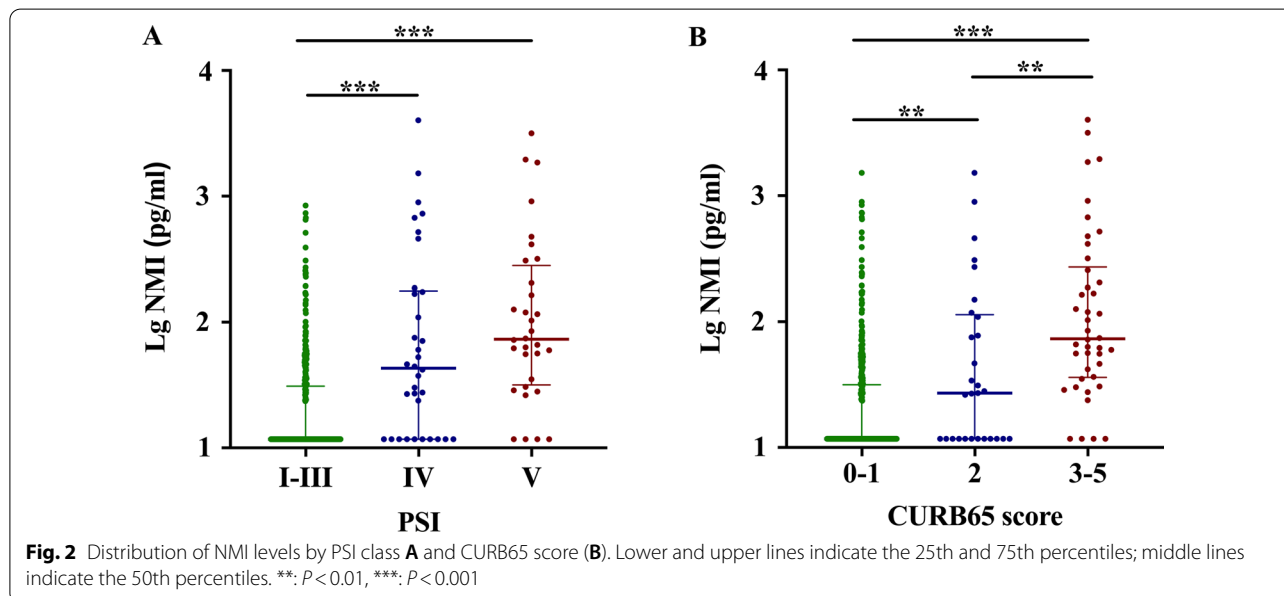 A
***
***
Lg NMI (pg/ml)
4
3
2
1
I-III IV V
PSI
B
***
**
**
Lg NMI (pg/ml)
4
3
2
1
0-1 2 3-5
CURB65 score
Fig. 2 Distribution of NMI levels by PSI class A and CURB65 score (B). Lower and upper lines indicate the 25th and 75th percentiles; middle lines
indicate the 50th percentiles. **: P < 0.01, ***: P < 0.001